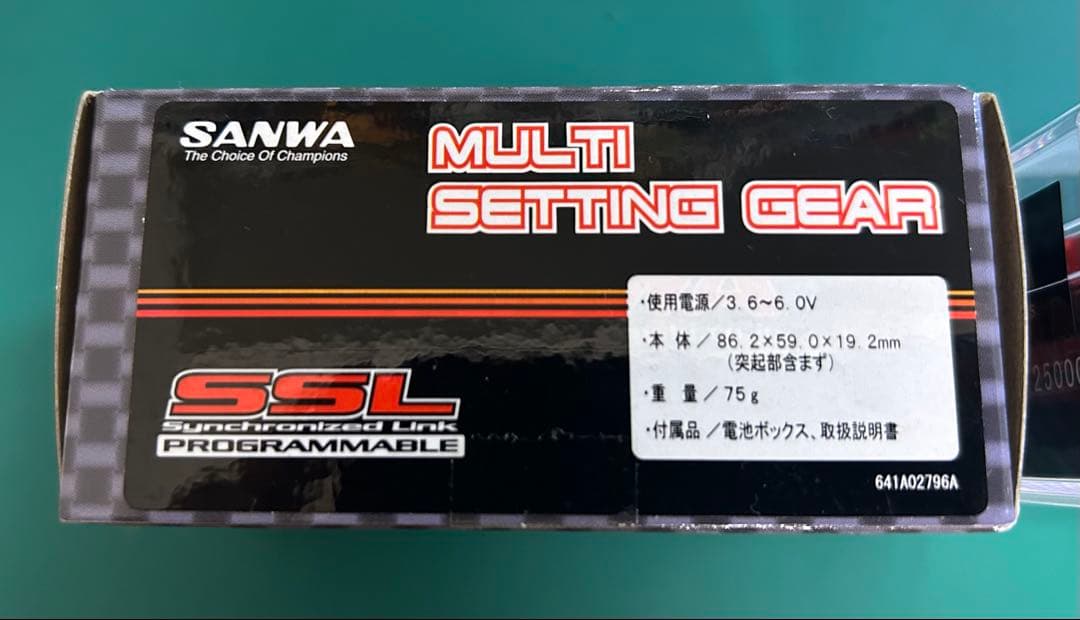 SANWA
The Choice Of Champions
MULTI
SETTING GEAR
・使用電源／3.6～6.0V
・本 体／86.2×59.0×19.2mm
（突起部含まず）
・重 量／75g
・付属品／電池ボックス、取扱説明書
SSL
Synchronized Link
PROGRAMMABLE
641A02796A